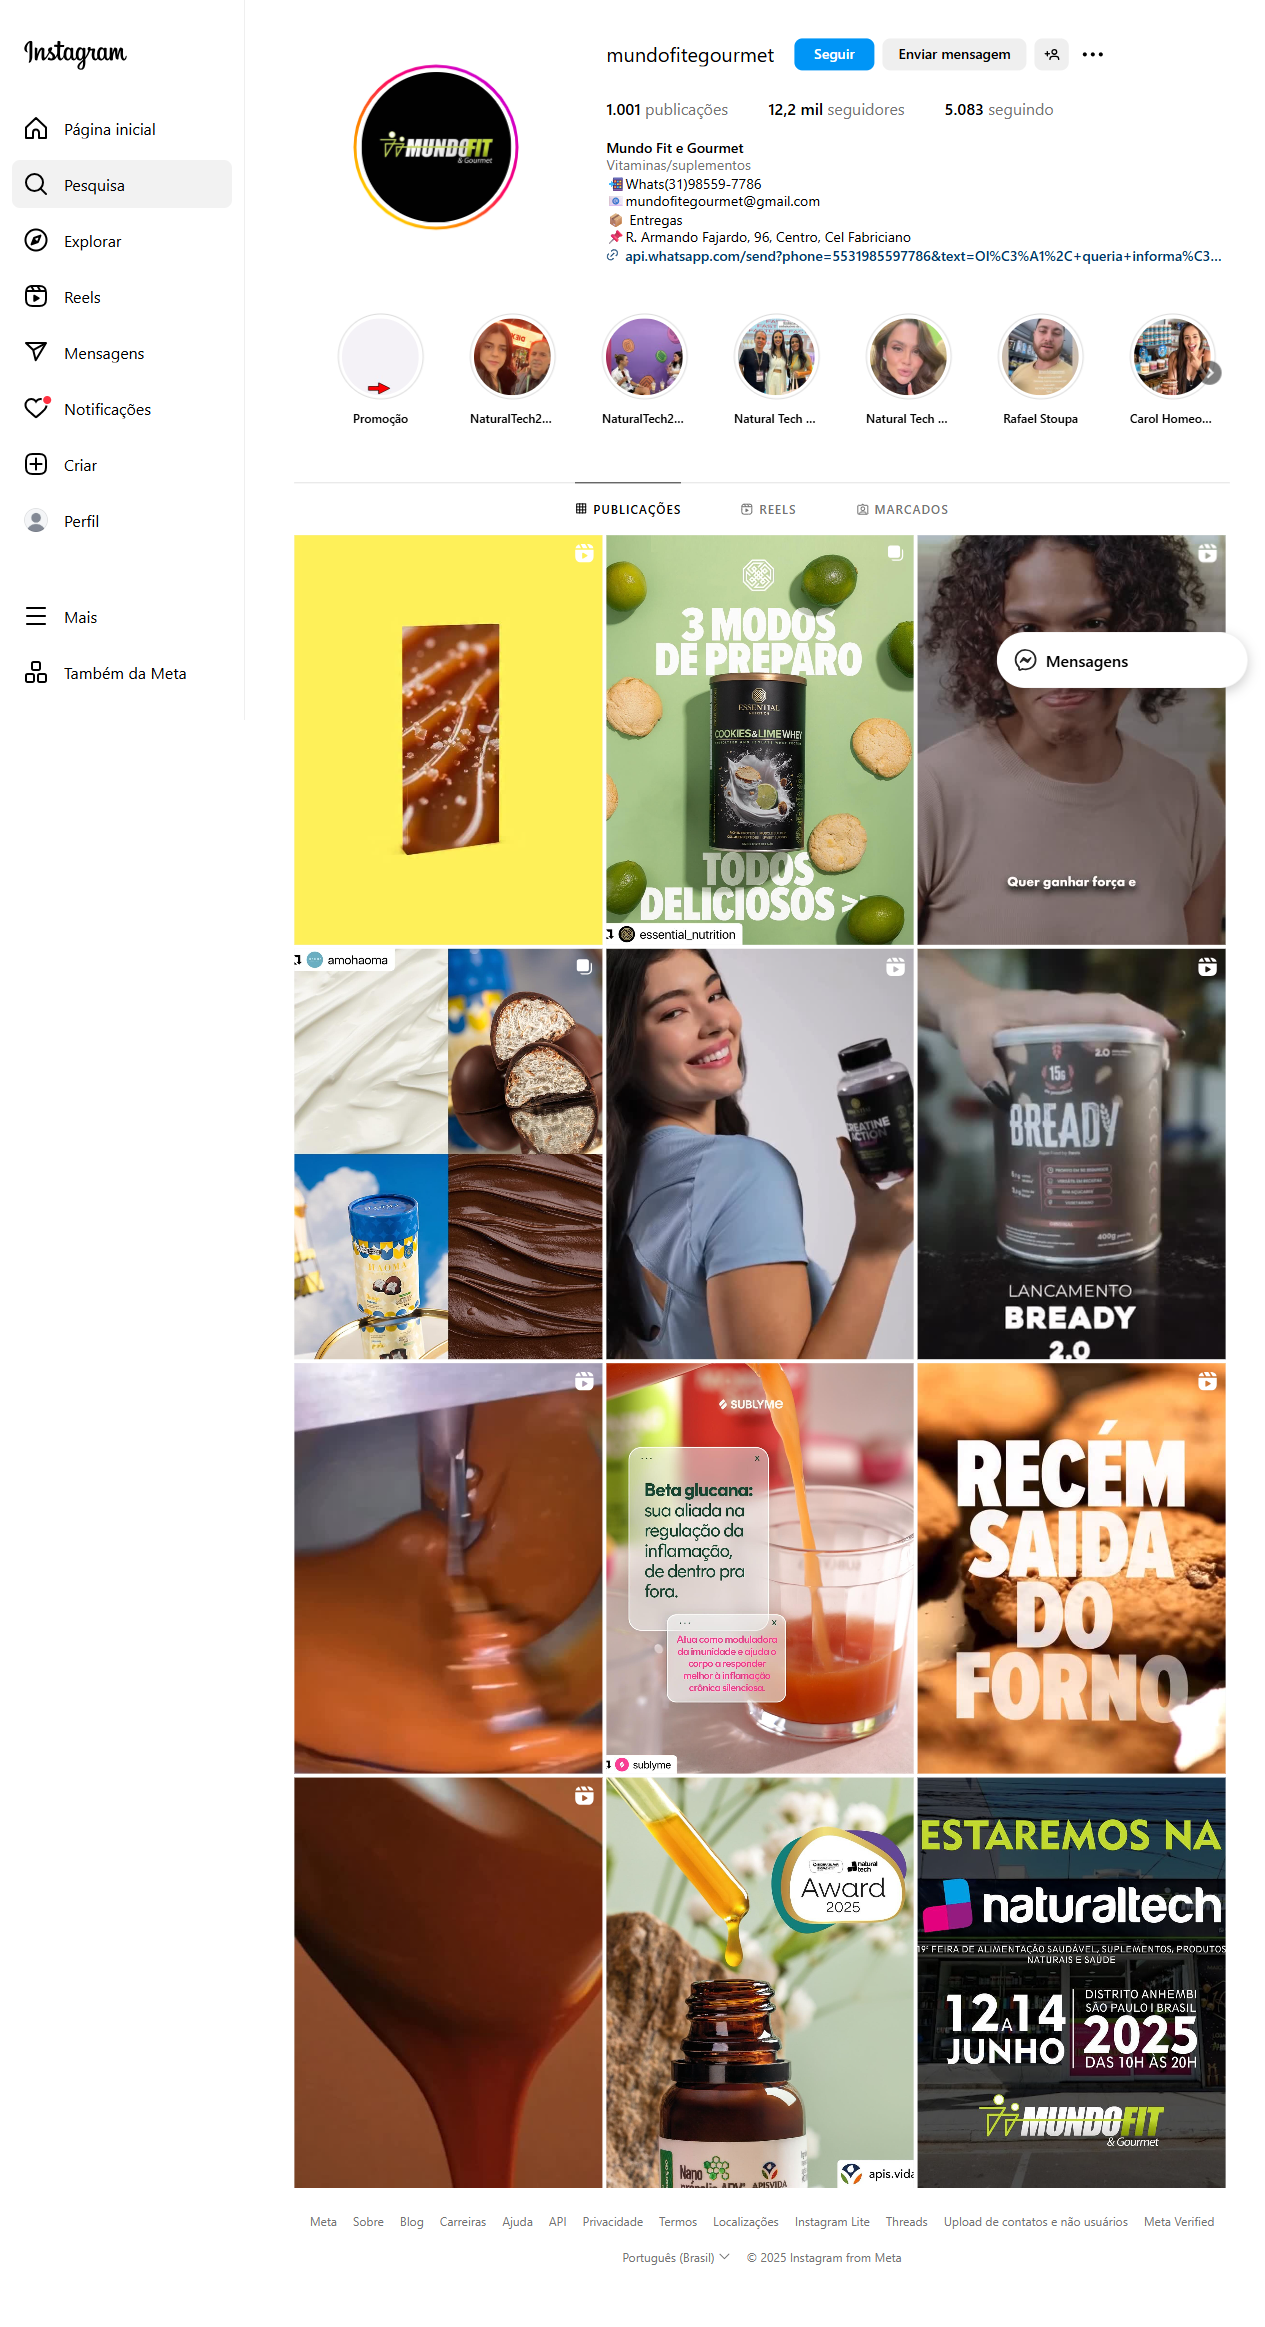 Instagram
Página inicial
Pesquisa
Explorar
Reels
Mensagens
Notificações
Criar
Perfil
Mais
Também da Meta
mundofitegourmet
Seguir
Enviar mensagem
1.001 publicações
12,2 mil seguidores
5.083 seguindo
MUNDOFIT
& Gourmet
Mundo Fit e Gourmet
Vitaminas/suplementos
Whats(31)98559-7786
mundofitegourmet@gmail.com
Entregas
R. Armando Fajardo, 96, Centro, Cel Fabriciano
api.whatsapp.com/send?phone=5531985597786&text=Ol%C3%A1%2C+queria+informa%C3...
Promoção
NaturalTech2...
NaturalTech2...
Natural Tech ...
Natural Tech ...
Rafael Stoupa
Carol Homeo...
PUBLICAÇÕES
REELS
MARCADOS
3 MODOS
DE PREPARO
ESSENTIAL
NUTRITION
COOKIES&LIMEWHEY
TODOS
DELICIOSOS >>
essential_nutrition
Mensagens
Quer ganhar força e
amohaoma
HAOMA
CREATINE
ACTION
2.0
15g
BREADY
400g
LANCAMENTO
BREADY
2.0
SUBLYME
Beta glucana:
sua aliada na
regulação da
inflamação,
de dentro pra
fora.
Atua como moduladora
da imunidade e ajuda o
corpo a responder
melhor à inflamação
crônica silenciosa.
sublyme
RECÉM
SAIDA
DO
FORNO
natural
tech
Award
2025
Nano
própolis
APISVIDA
apis.vida
ESTAREMOS NA
naturaltech
19ª FEIRA DE ALIMENTAÇÃO SAUDÁVEL, SUPLEMENTOS, PRODUTOS
NATURAIS E SAÚDE
12 A 14
JUNHO
DISTRITO ANHEMBI
SÃO PAULO I BRASIL
2025
DAS 10H ÀS 20H
MUNDOFIT
& Gourmet
Meta
Sobre
Blog
Carreiras
Ajuda
API
Privacidade
Termos
Localizações
Instagram Lite
Threads
Upload de contatos e não usuários
Meta Verified
Português (Brasil)
© 2025 Instagram from Meta